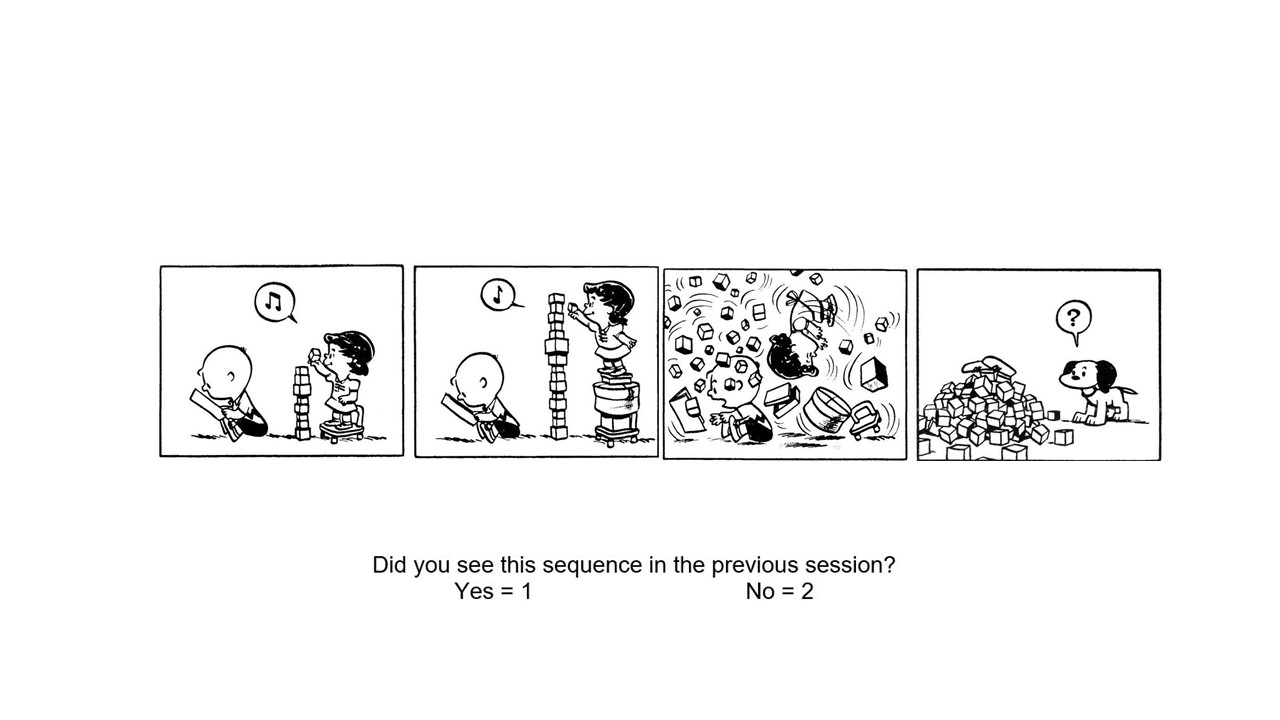 ?
Did you see this sequence in the previous session?
Yes = 1 No = 2